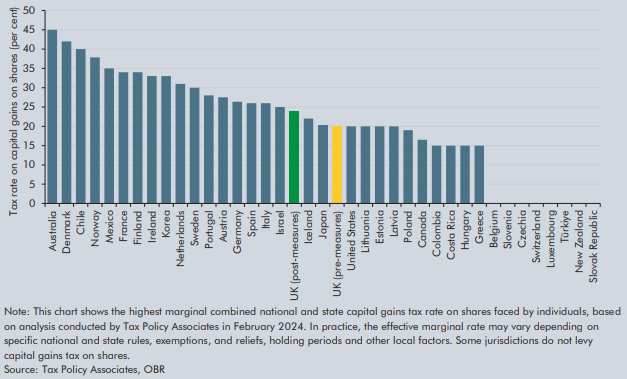 Tax rate on capital gains on shares (per cent)
50
45
40
35
30
25
20
15
10
5
0
Australia
Denmark
Chile
Norway
Mexico
France
Finland
Ireland
Korea
Netherlands
Sweden
Portugal
Austria
Germany
Spain
Italy
Israel
UK (post-measures)
Iceland
Japan
UK (pre-measures)
United States
Lithuania
Estonia
Latvia
Poland
Canada
Colombia
Costa Rica
Hungary
Greece
Belgium
Slovenia
Czechia
Switzerland
Luxembourg
Türkiye
New Zealand
Slovak Republic
Note: This chart shows the highest marginal combined national and state capital gains tax rate on shares faced by individuals, based
on analysis conducted by Tax Policy Associates in February 2024. In practice, the effective marginal rate may vary depending on
specific national and state rules, exemptions, and reliefs, holding periods and other local factors. Some jurisdictions do not levy
capital gains tax on shares.
Source: Tax Policy Associates, OBR